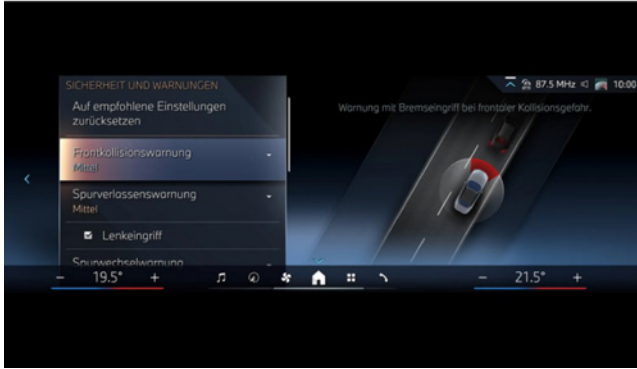 SICHERHEIT UND WARNUNGEN
Auf empfohlene Einstellungen
zurücksetzen
Frontkollisionswarnung
Mittel
Spurverlassenswarnung
Mittel
Lenkeingriff
Spurwechselwarnung
87.5 MHz 10:00
Warnung mit Bremseingriff bei frontaler Kollisionsgefahr.
− 19.5° +
− 21.5° +